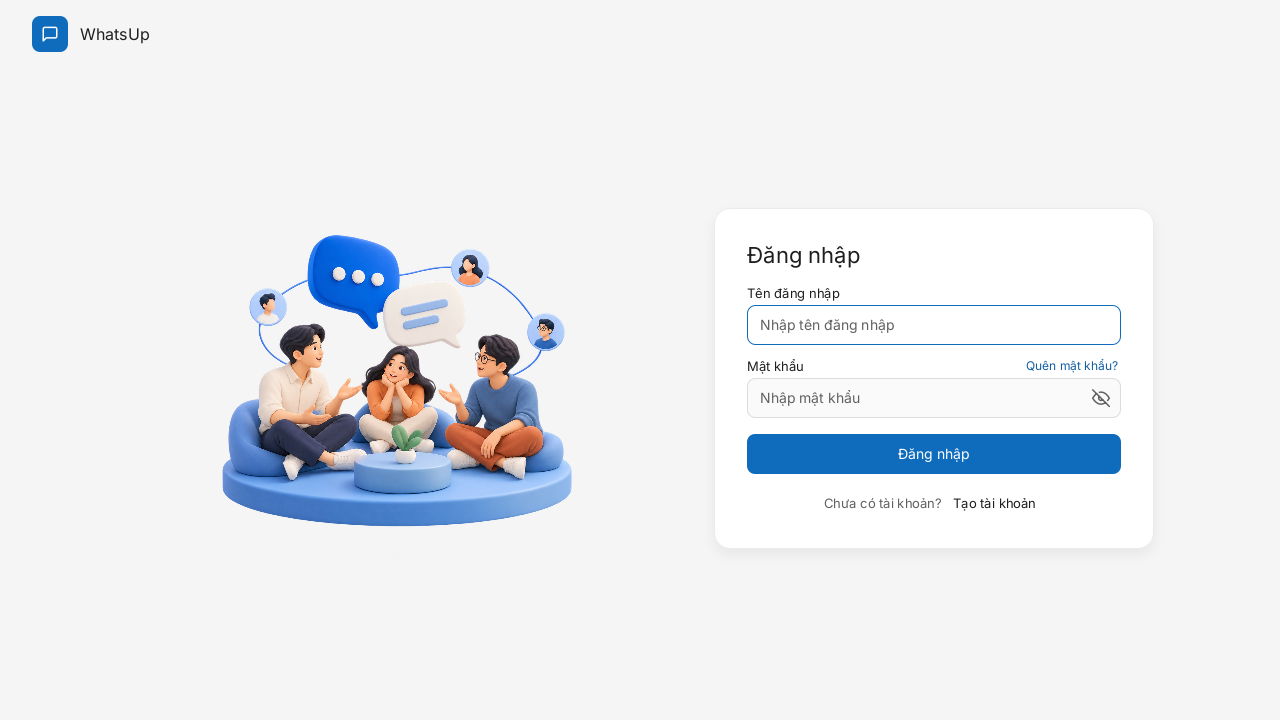 WhatsUp
Đăng nhập
Tên đăng nhập
Nhập tên đăng nhập
Mật khẩu Quên mật khẩu?
Nhập mật khẩu
Đăng nhập
Chưa có tài khoản? Tạo tài khoản